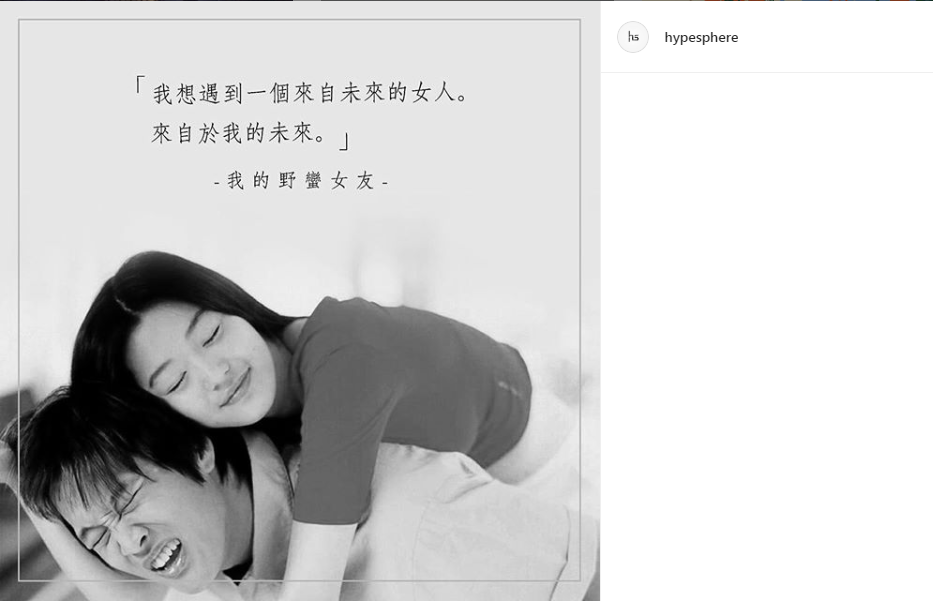 「我想遇到一個來自未來的女人。
來自於我的未來。」
-我的野蠻女友-
hs
hypesphere